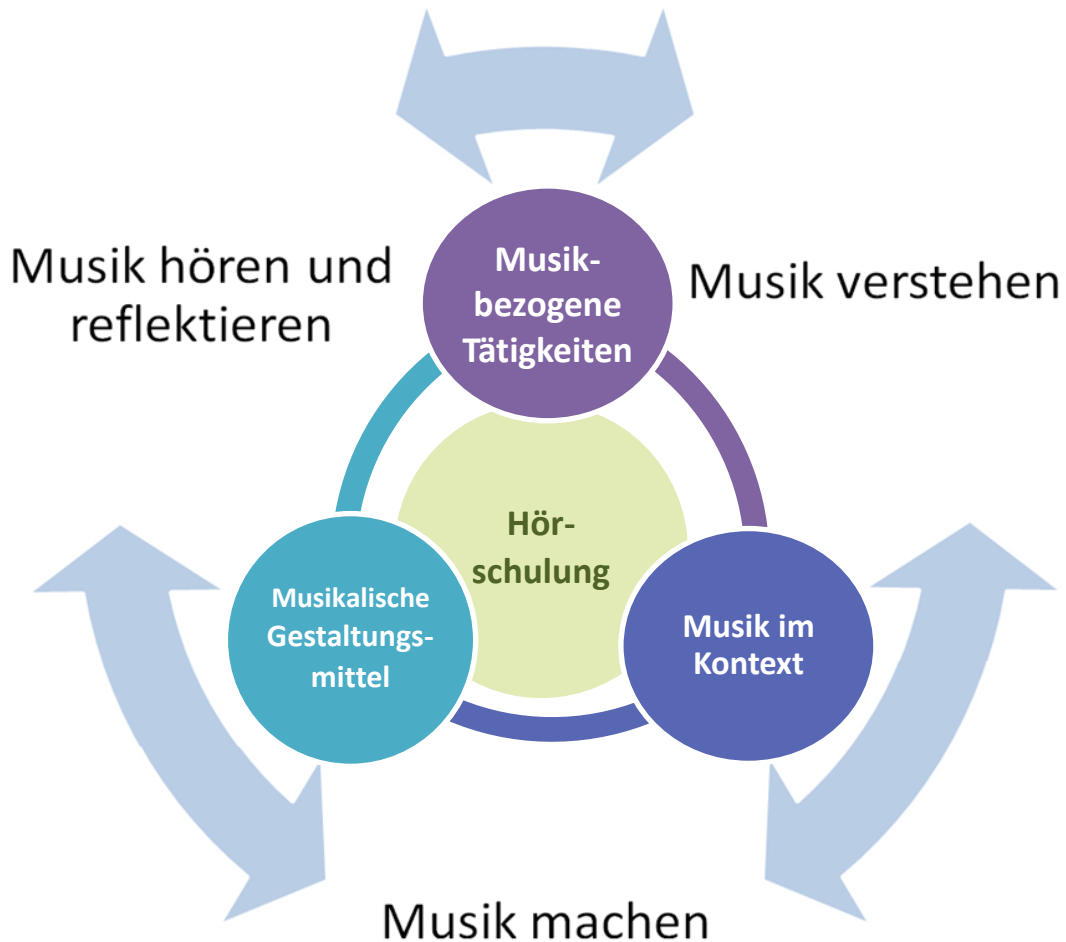 Musik hören und
reflektieren
Musik-
bezogene
Tätigkeiten
Musik verstehen
Hör-
schulung
Musikalische
Gestaltungs-
mittel
Musik im
Kontext
Musik machen